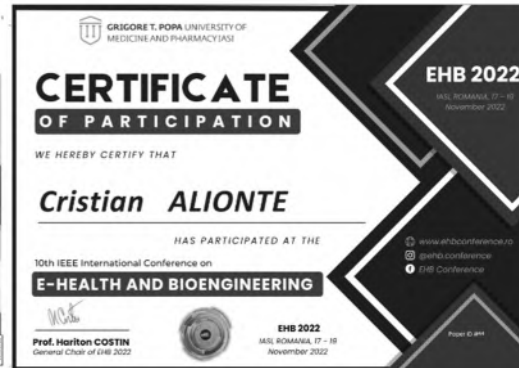 GRIGORE T. POPA UNIVERSITY OF
MEDICINE AND PHARMACY IASI
CERTIFICATE
OF PARTICIPATION
WE HEREBY CERTIFY THAT
Cristian ALIONTE
HAS PARTICIPATED AT THE
10th IEEE International Conference on
E-HEALTH AND BIOENGINEERING
Prof. Hariton COSTIN
General Chair of EHB 2022
EHB 2022
IASI, ROMANIA, 17 – 18
November 2022
EHB 2022
IASI, ROMANIA, 17 – 18
November 2022
www.ehbconference.ro
@ehb.conference
EHB Conference
Paper ID